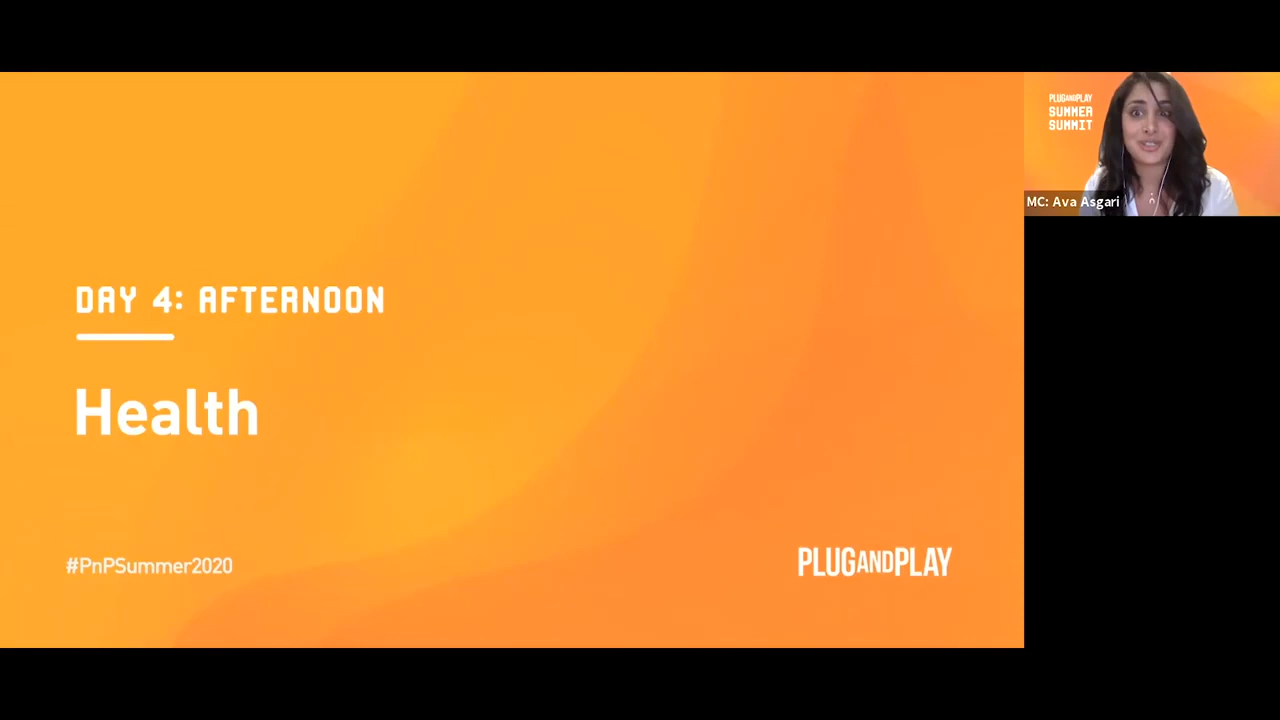 DAY 4: AFTERNOON
Health
#PnPSummer2020
PLUGANDPLAY
PLUGANDPLAY
SUMMER
SUMMIT
MC: Ava Asgari